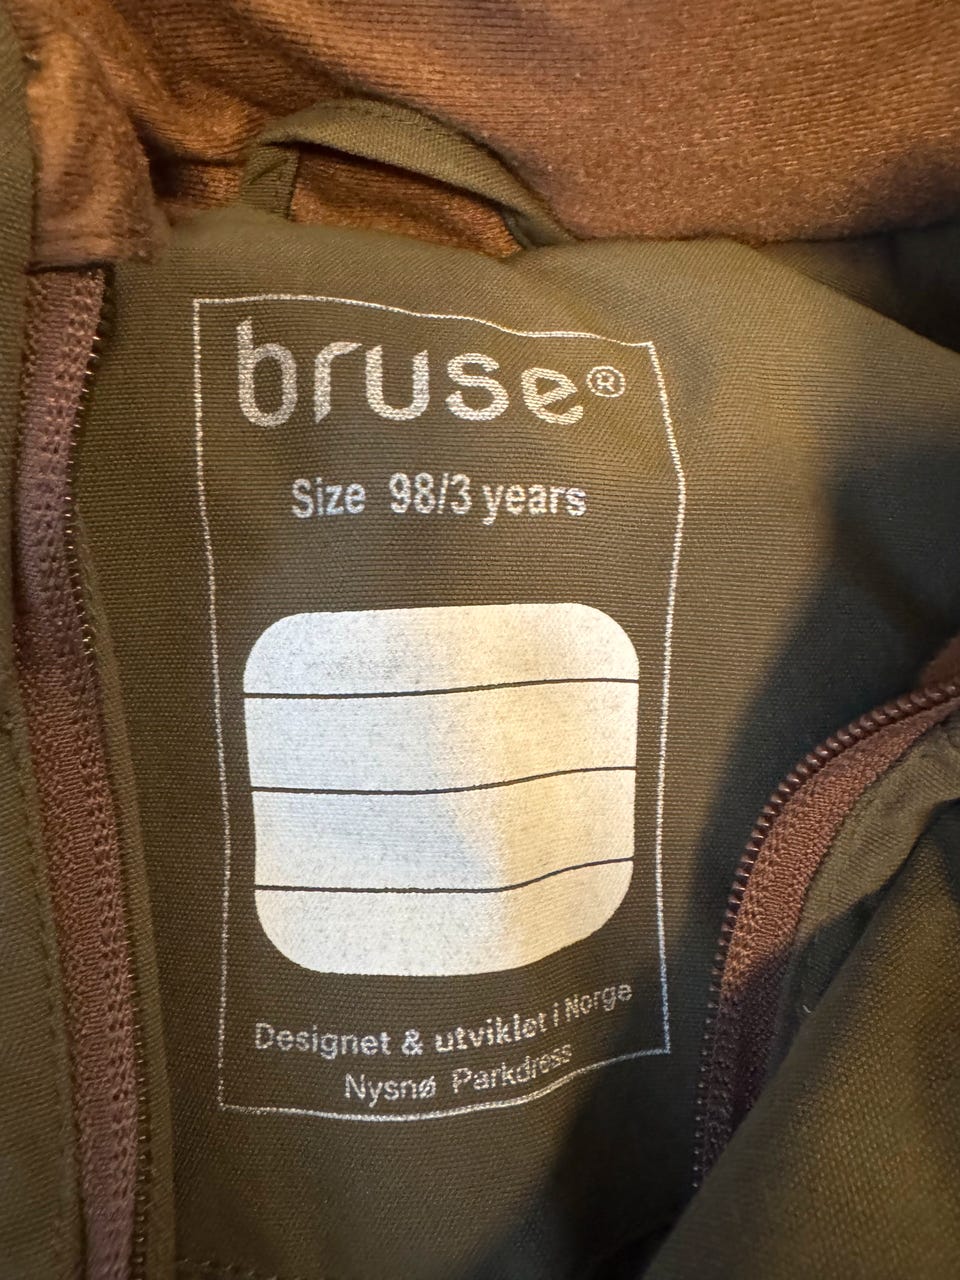 bruse®
Size 98/3 years
Designet & utviklet i Norge
Nysnø Parkdress